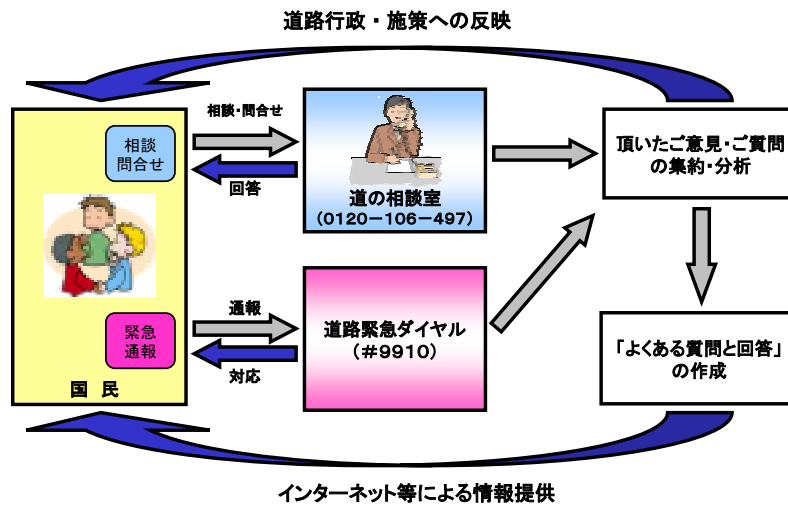 道路行政・施策への反映
相談
問合せ
相談・問合せ
回答
道の相談室
(0120－106－497)
頂いたご意見・ご質問
の集約・分析
緊急
通報
国 民
通報
対応
道路緊急ダイヤル
(＃9910)
「よくある質問と回答」
の作成
インターネット等による情報提供